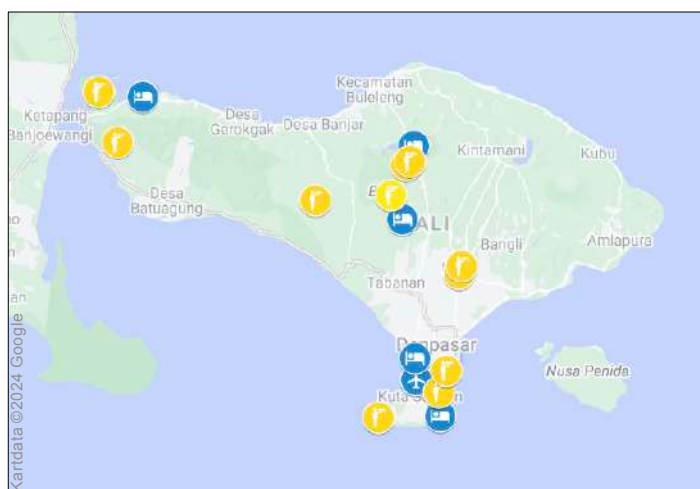 Kecamatan
Buleleng
Ketapang
Banjoewangi
Desa
Gerokgak
Desa Banjar
Kintamani
Kubu
Desa
Batuagung
ALI
Bangli
Amlapura
Tabanan
Denpasar
Nusa Penida
Kuta
Kartdata ©2024 Google